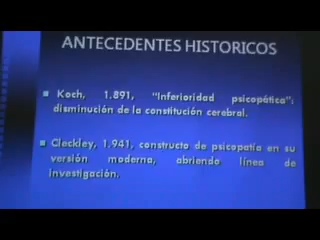 ANTECEDENTES HISTORICOS
Koch, 1.891, "Inferioridad psicopática";
disminución de la constitución cerebral.
Cleckley, 1.941, constructo de psicopatía en su
versión moderna, abriendo línea de
investigación.